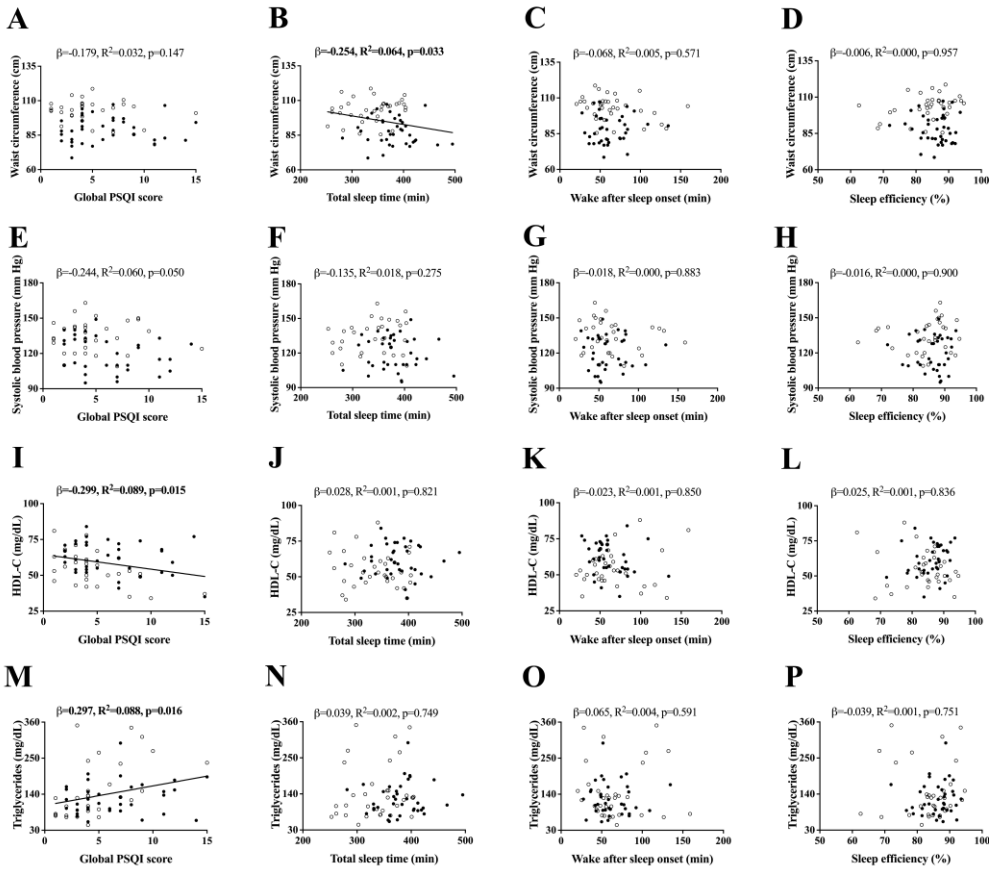 A B C D
β=-0.179, R²=0.032, p=0.147
β=-0.254, R²=0.064, p=0.033
β=-0.068, R²=0.005, p=0.571
β=-0.006, R²=0.000, p=0.957
Waist circumference (cm)
135
110
85
60
0 5 10 15
Global PSQI score
Waist circumference (cm)
135
110
85
60
200 300 400 500
Total sleep time (min)
Waist circumference (cm)
135
110
85
60
0 50 100 150 200
Wake after sleep onset (min)
Waist circumference (cm)
135
110
85
60
50 60 70 80 90 100
Sleep efficiency (%)
E F G H
β=-0.244, R²=0.060, p=0.050
β=-0.135, R²=0.018, p=0.275
β=-0.018, R²=0.000, p=0.883
β=-0.016, R²=0.000, p=0.900
Systolic blood pressure (mm Hg)
180
150
120
90
0 5 10 15
Global PSQI score
Systolic blood pressure (mm Hg)
180
150
120
90
200 300 400 500
Total sleep time (min)
Systolic blood pressure (mm Hg)
180
150
120
90
0 50 100 150 200
Wake after sleep onset (min)
Systolic blood pressure (mm Hg)
180
150
120
90
50 60 70 80 90 100
Sleep efficiency (%)
I J K L
β=-0.299, R²=0.089, p=0.015
β=0.028, R²=0.001, p=0.821
β=-0.023, R²=0.001, p=0.850
β=0.025, R²=0.001, p=0.836
HDL-C (mg/dL)
100
75
50
25
0 5 10 15
Global PSQI score
HDL-C (mg/dL)
100
75
50
25
200 300 400 500
Total sleep time (min)
HDL-C (mg/dL)
100
75
50
25
0 50 100 150 200
Wake after sleep onset (min)
HDL-C (mg/dL)
100
75
50
25
50 60 70 80 90 100
Sleep efficiency (%)
M N O P
β=0.297, R²=0.088, p=0.016
β=0.039, R²=0.002, p=0.749
β=0.065, R²=0.004, p=0.591
β=-0.039, R²=0.001, p=0.751
Triglycerides (mg/dL)
360
250
140
30
0 5 10 15
Global PSQI score
Triglycerides (mg/dL)
360
250
140
30
200 300 400 500
Total sleep time (min)
Triglycerides (mg/dL)
360
250
140
30
0 50 100 150 200
Wake after sleep onset (min)
Triglycerides (mg/dL)
360
250
140
30
50 60 70 80 90 100
Sleep efficiency (%)